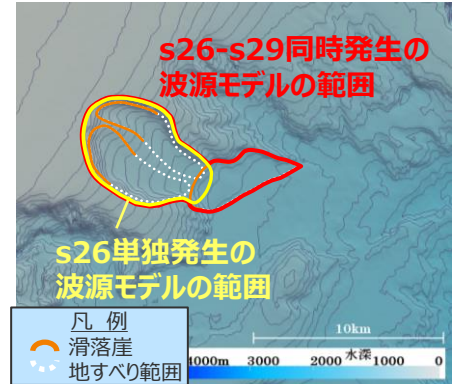 s26-s29同時発生の
波源モデルの範囲
s26単独発生の
波源モデルの範囲
凡 例
滑落崖
地すべり範囲
10km
4000m 3000 2000 水深 1000 0